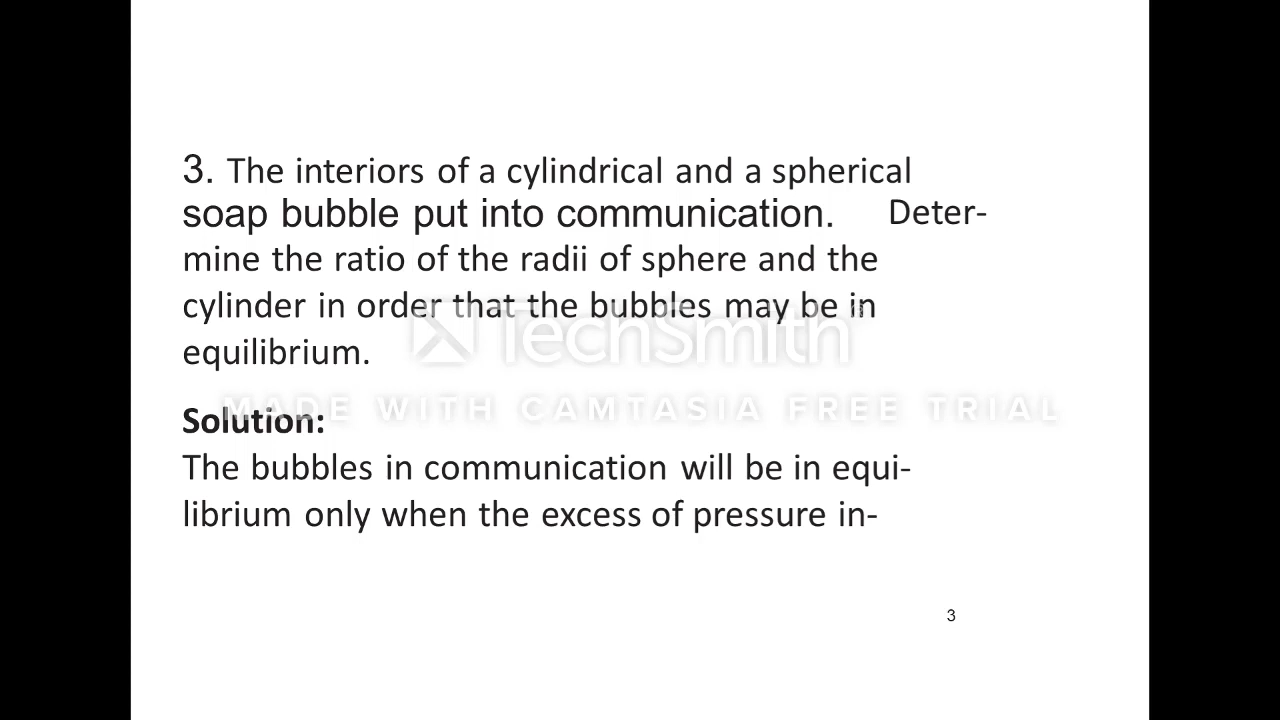 3. The interiors of a cylindrical and a spherical
soap bubble put into communication. Deter-
mine the ratio of the radii of sphere and the
cylinder in order that the bubbles may be in
equilibrium.
TechSmith
MADE WITH CAMTASIA FREE TRIAL
Solution:
The bubbles in communication will be in equi-
librium only when the excess of pressure in-
3